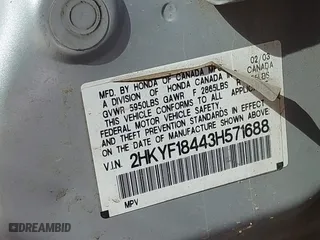 MFD. BY HONDA OF CANADA MFG. 02/03
A DIVISION OF HONDA CANADA
GVWR 5950LBS GAWR F 2865LBS
THIS VEHICLE CONFORMS TO ALL
FEDERAL MOTOR VEHICLE SAFETY
AND THEFT PREVENTION STANDARDS IN EFFECT
ON THE DATE OF MANUFACTURE SHOWN ABOVE.
V.I.N. 2HKYF18443H571688
MPV
DREAMBID